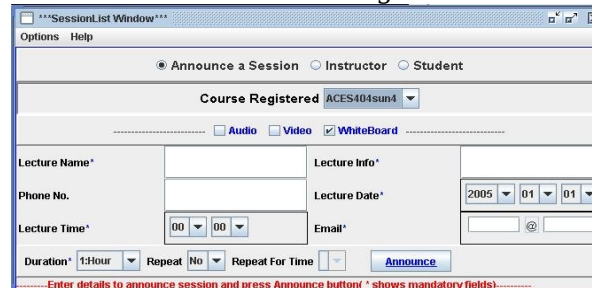 ***SessionList Window***
Options Help
Announce a Session Instructor Student
Course Registered ACES404sun4
------------------------- Audio Video WhiteBoard -------------------------
Lecture Name* Lecture Info*
Phone No. Lecture Date* 2005 01 01
Lecture Time* 00 00 Email* @
Duration* 1:Hour Repeat No Repeat For Time Announce
--------Enter details to announce session and press Announce button( * shows mandatory fields)---------